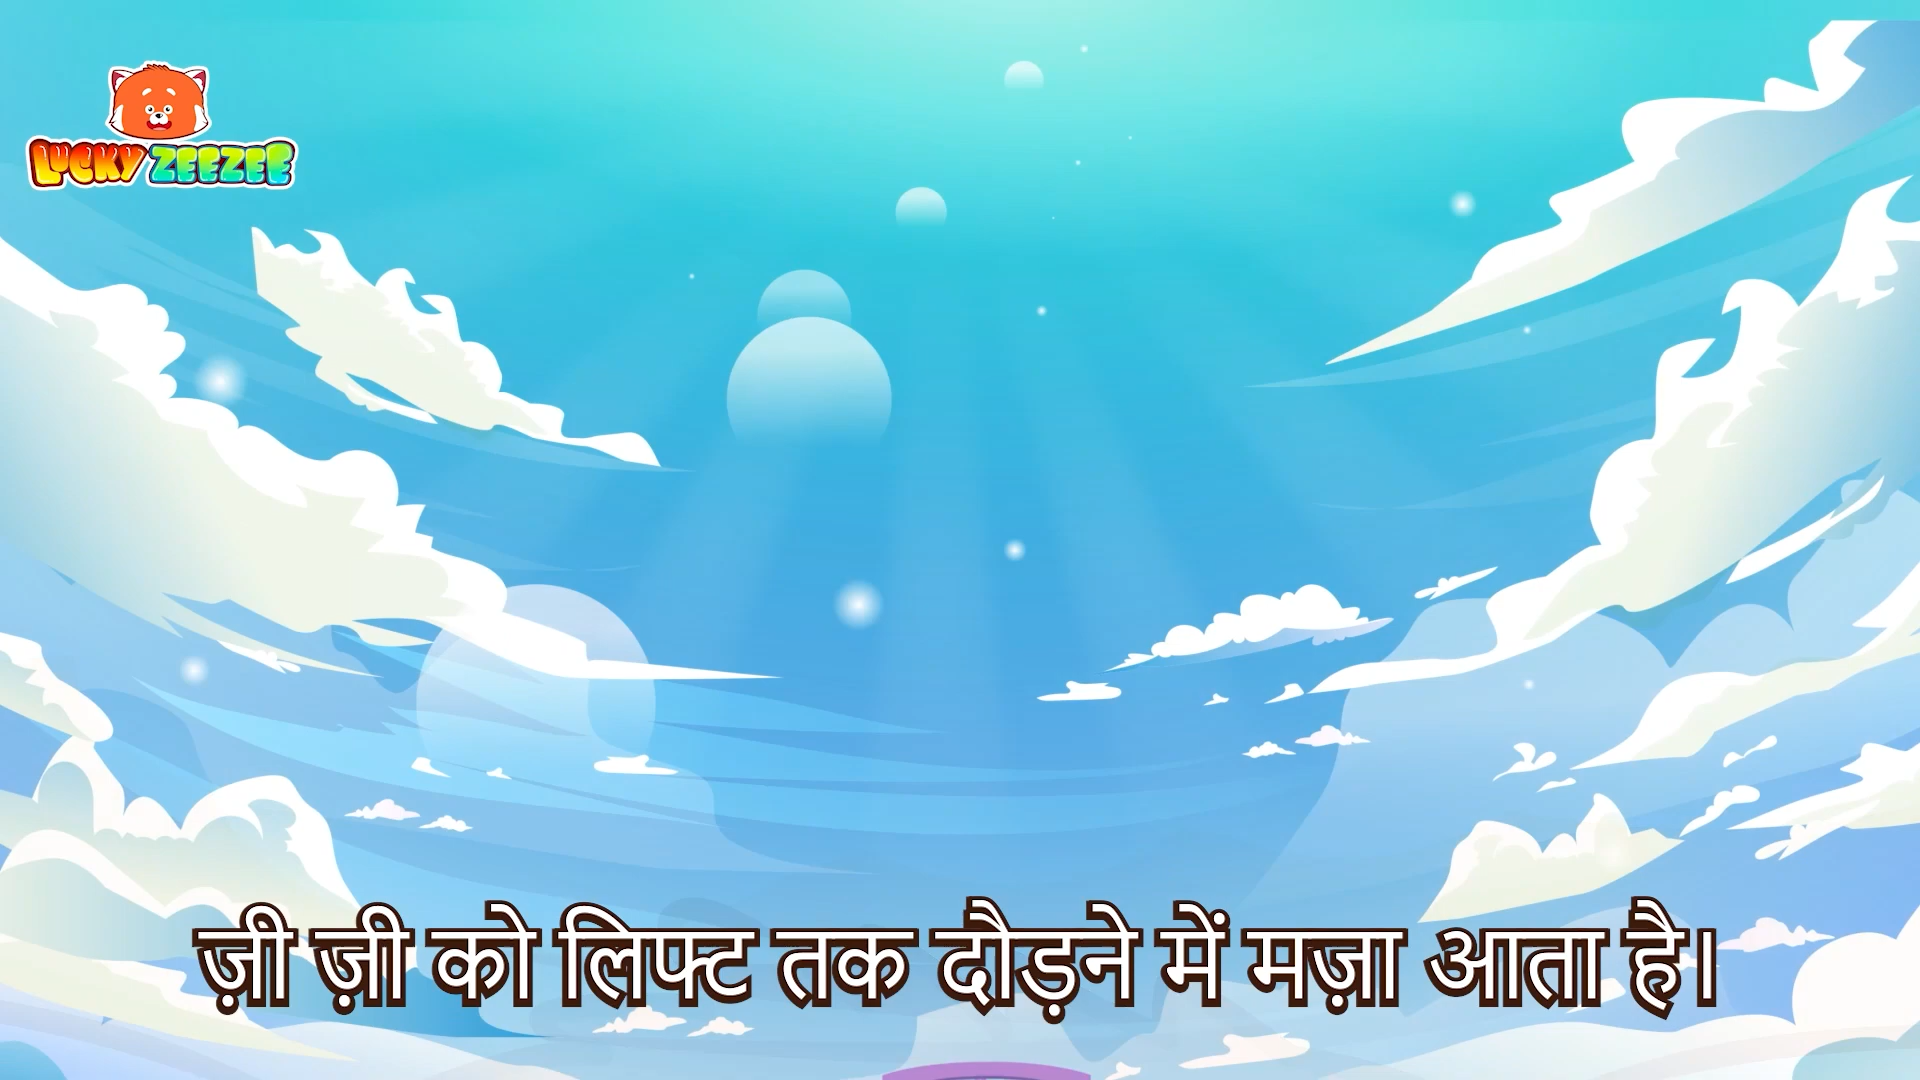 LUCKY ZEEZEE
ज़ी ज़ी को लिफ्ट तक दौड़ने में मज़ा आता है।